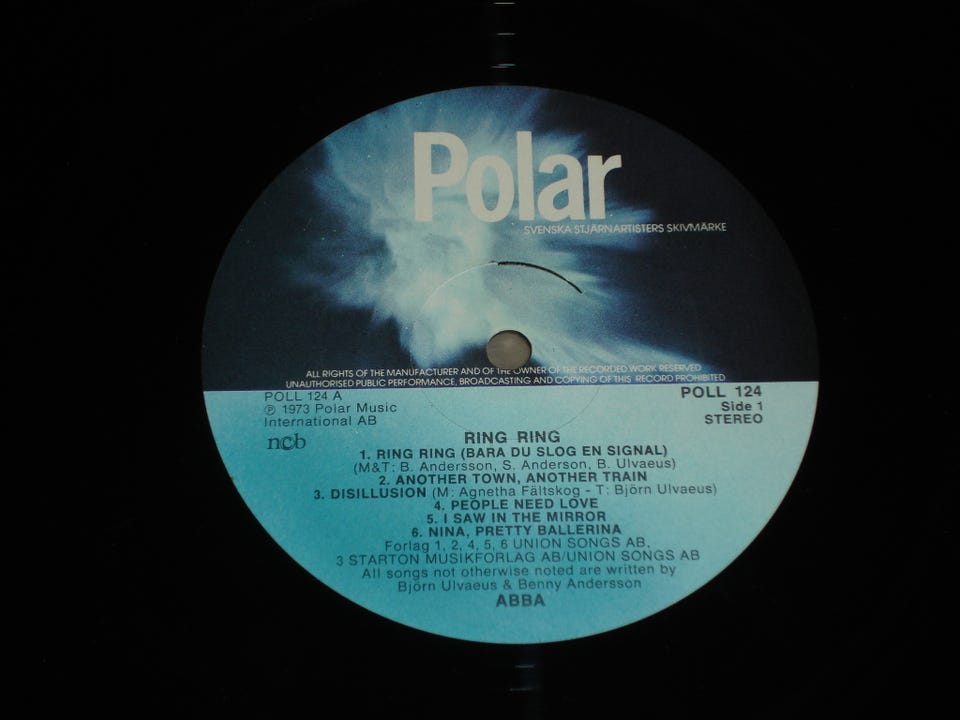 Polar
SVENSKA STJÄRNARTISTERS SKIVMÄRKE
ALL RIGHTS OF THE MANUFACTURER AND OF THE OWNER OF THE RECORDED WORK RESERVED
UNAUTHORISED PUBLIC PERFORMANCE, BROADCASTING AND COPYING OF THIS RECORD PROHIBITED
POLL 124 A
℗ 1973 Polar Music
International AB
ncb
POLL 124
Side 1
STEREO
RING RING
1. RING RING (BARA DU SLOG EN SIGNAL)
(M&T: B. Andersson, S. Anderson, B. Ulvaeus)
2. ANOTHER TOWN, ANOTHER TRAIN
3. DISILLUSION (M: Agnetha Fältskog - T: Björn Ulvaeus)
4. PEOPLE NEED LOVE
5. I SAW IN THE MIRROR
6. NINA, PRETTY BALLERINA
Forlag 1, 2, 4, 5, 6 UNION SONGS AB.
3 STARTON MUSIKFORLAG AB/UNION SONGS AB
All songs not otherwise noted are written by
Björn Ulvaeus & Benny Andersson
ABBA